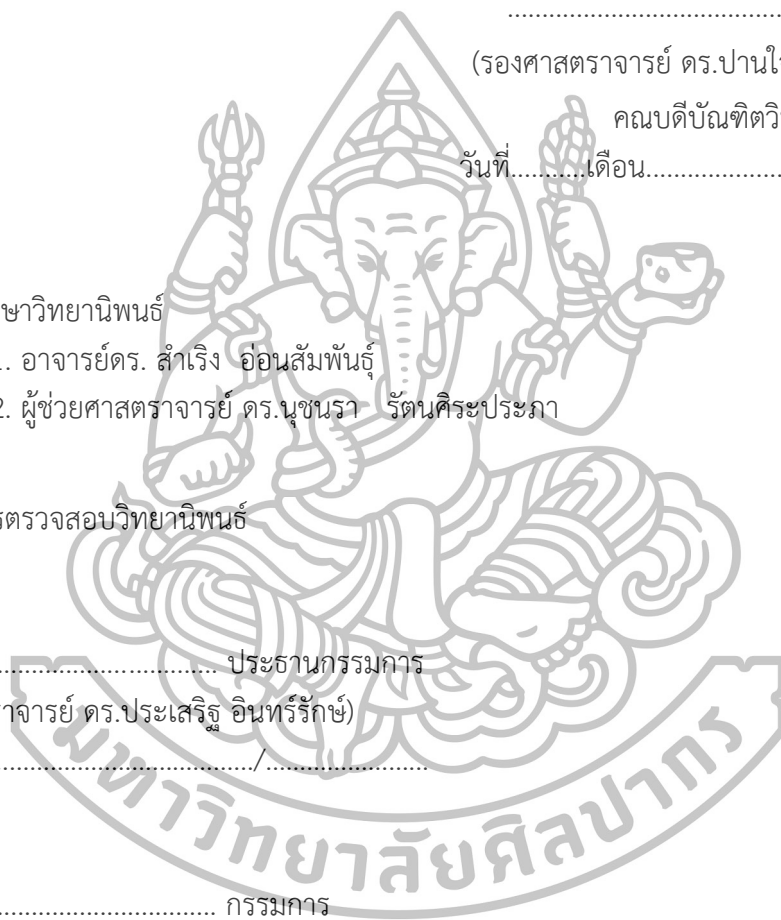 ................................
(รองศาสตราจารย์ ดร.ปานใ
คณบดีบัณฑิตวิ
วันที่...........เดือน....................
ษาวิทยานิพนธ์
1. อาจารย์ดร. สำเริง อ่อนสัมพันธุ์
2. ผู้ช่วยศาสตราจารย์ ดร.นุชนรา รัตนศิระประภา
รตรวจสอบวิทยานิพนธ์
................................ ประธานกรรมการ
ราจารย์ ดร.ประเสริฐ อินทร์รักษ์)
................................/........................
มหาวิทยาลัยศิลปากร
................................ กรรมการ